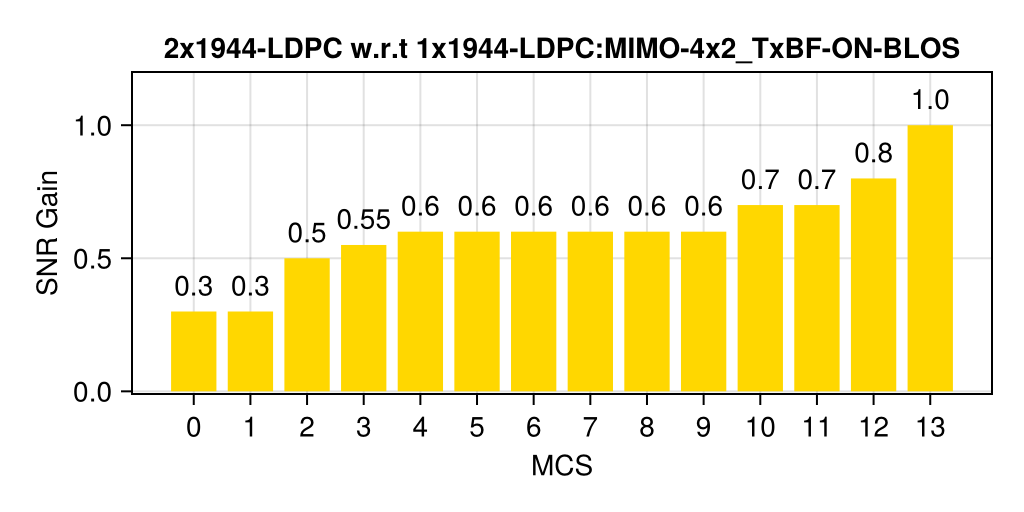 2x1944-LDPC w.r.t 1x1944-LDPC:MIMO-4x2_TxBF-ON-BLOS
SNR Gain
1.0
0.5
0.0
0.3 0.3 0.5 0.55 0.6 0.6 0.6 0.6 0.6 0.6 0.7 0.7 0.8 1.0
0 1 2 3 4 5 6 7 8 9 10 11 12 13
MCS